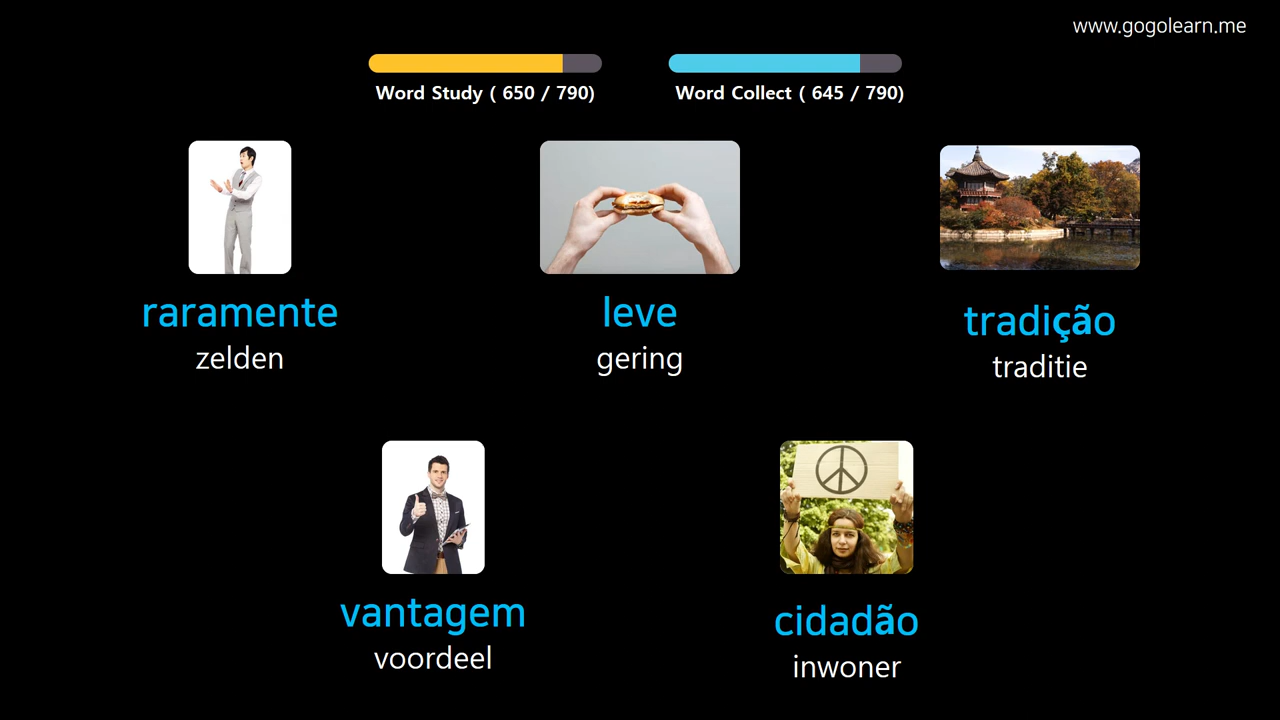 www.gogolearn.me
Word Study ( 650 / 790)
Word Collect ( 645 / 790)
raramente
zelden
leve
gering
tradição
traditie
vantagem
voordeel
cidadão
inwoner